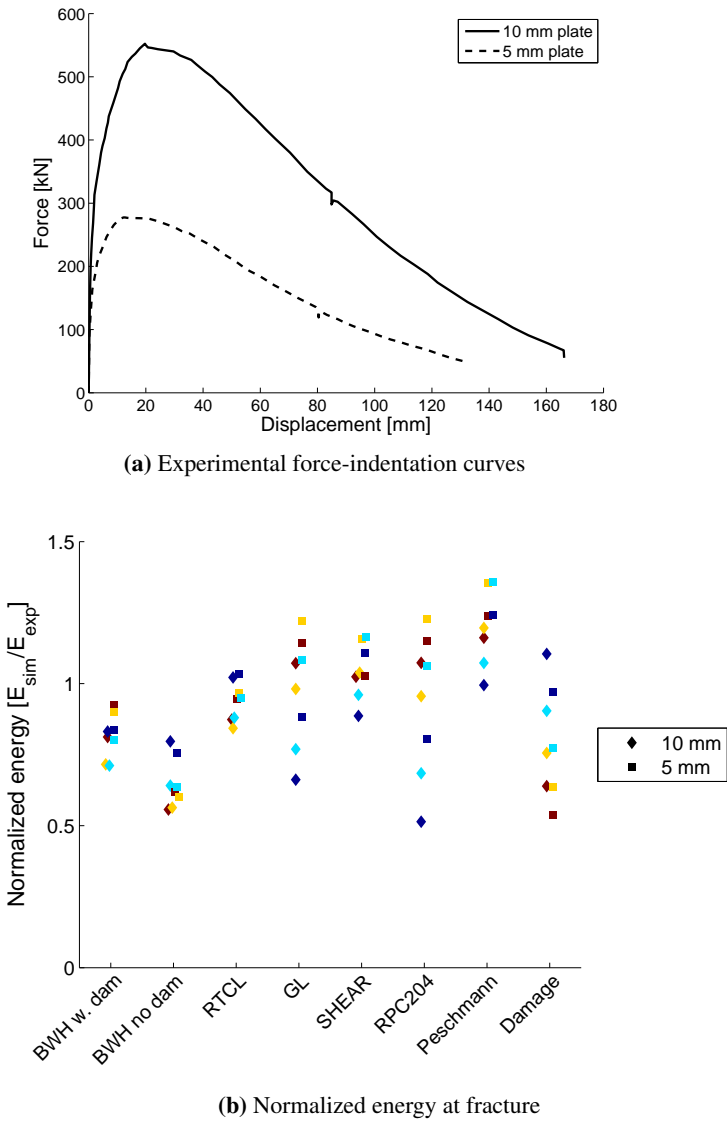 600
500
400
300
200
100
0
Force [kN]
10 mm plate
5 mm plate
0 20 40 60 80 100 120 140 160 180
Displacement [mm]
(a) Experimental force-indentation curves
1.5
1
0.5
0
Normalized energy [E_sim/E_exp]
10 mm
5 mm
BWH w. dam
BWH no dam
RTCL
GL
SHEAR
RPC204
Peschmann
Damage
(b) Normalized energy at fracture